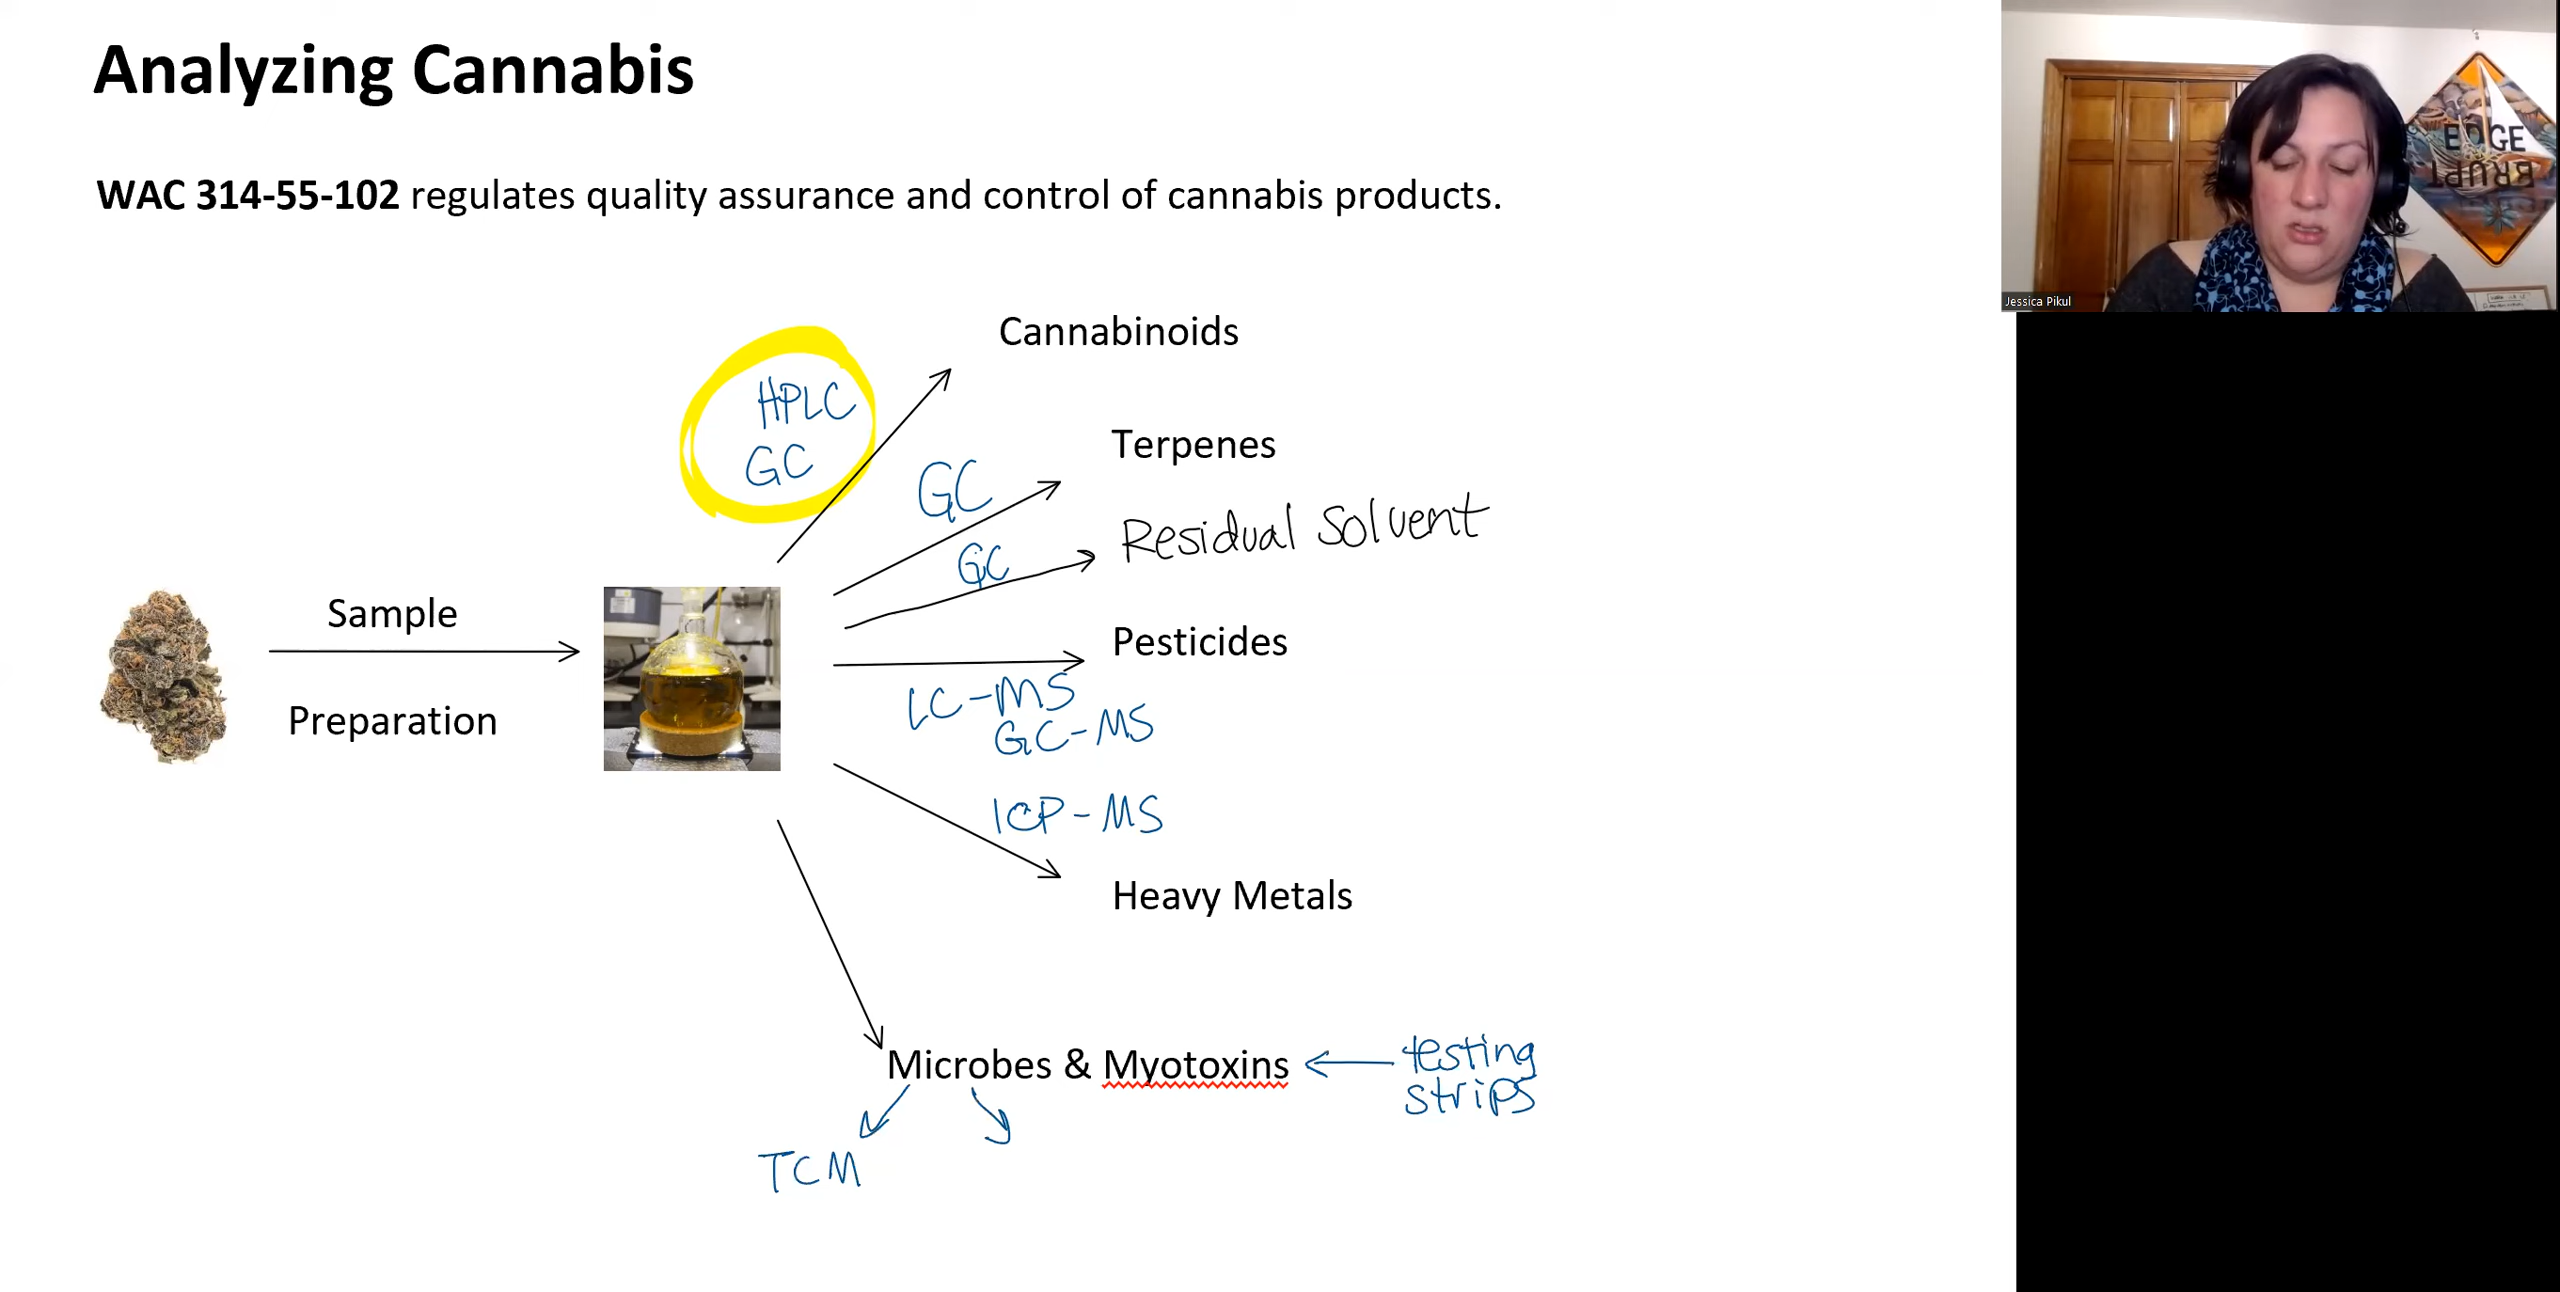 Analyzing Cannabis
WAC 314-55-102 regulates quality assurance and control of cannabis products.
Jessica Pikul
EDGE
ABRUPT
Cannabinoids
HPLC
GC
Terpenes
GC
Residual Solvent
GC
Sample
Preparation
Pesticides
LC-MS
GC-MS
ICP-MS
Heavy Metals
Microbes & Myotoxins
testing
strips
TCM